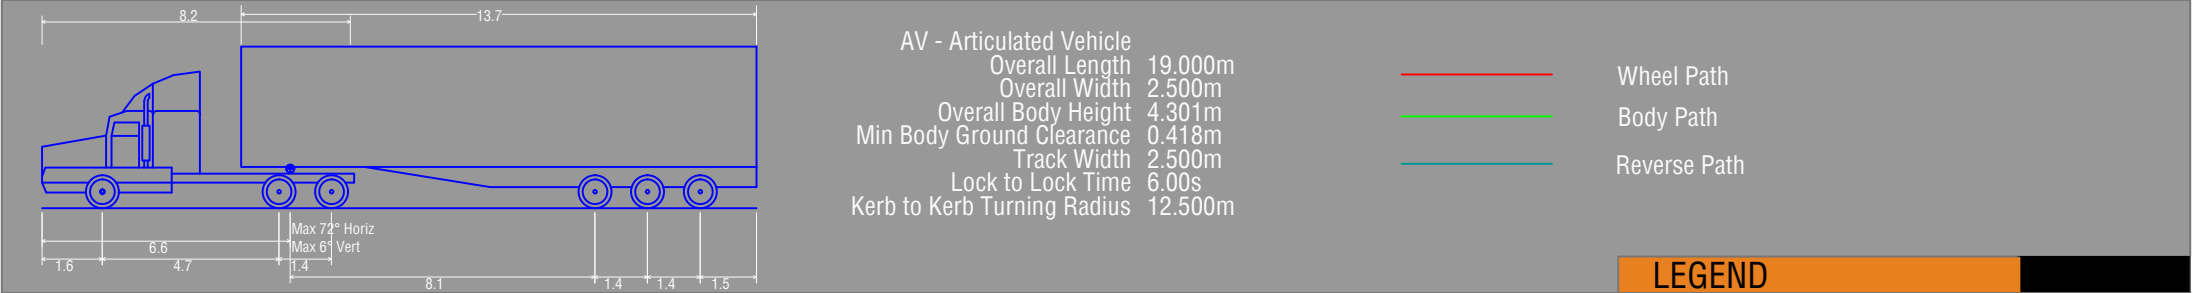 8.2
13.7
Max 72° Horiz
Max 6° Vert
6.6
1.6
4.7
1.4
8.1
1.4
1.4
1.5
AV - Articulated Vehicle
Overall Length 19.000m
Overall Width 2.500m
Overall Body Height 4.301m
Min Body Ground Clearance 0.418m
Track Width 2.500m
Lock to Lock Time 6.00s
Kerb to Kerb Turning Radius 12.500m
Wheel Path
Body Path
Reverse Path
LEGEND